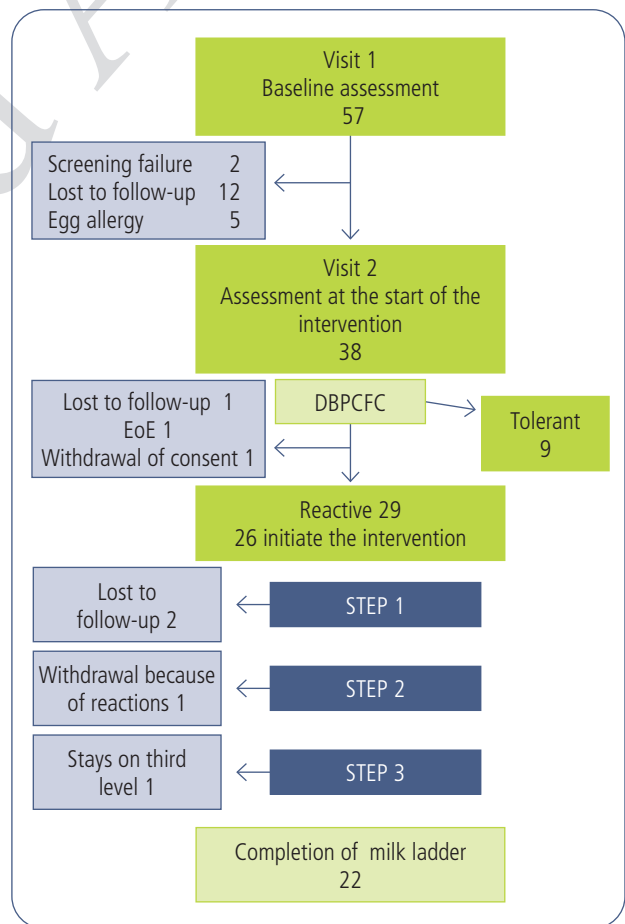 Visit 1
Baseline assessment
57
Screening failure 2
Lost to follow-up 12
Egg allergy 5
Visit 2
Assessment at the start of the
intervention
38
Lost to follow-up 1
EoE 1
Withdrawal of consent 1
DBPCFC
Tolerant
9
Reactive 29
26 initiate the intervention
Lost to
follow-up 2
STEP 1
Withdrawal because
of reactions 1
STEP 2
Stays on third
level 1
STEP 3
Completion of milk ladder
22